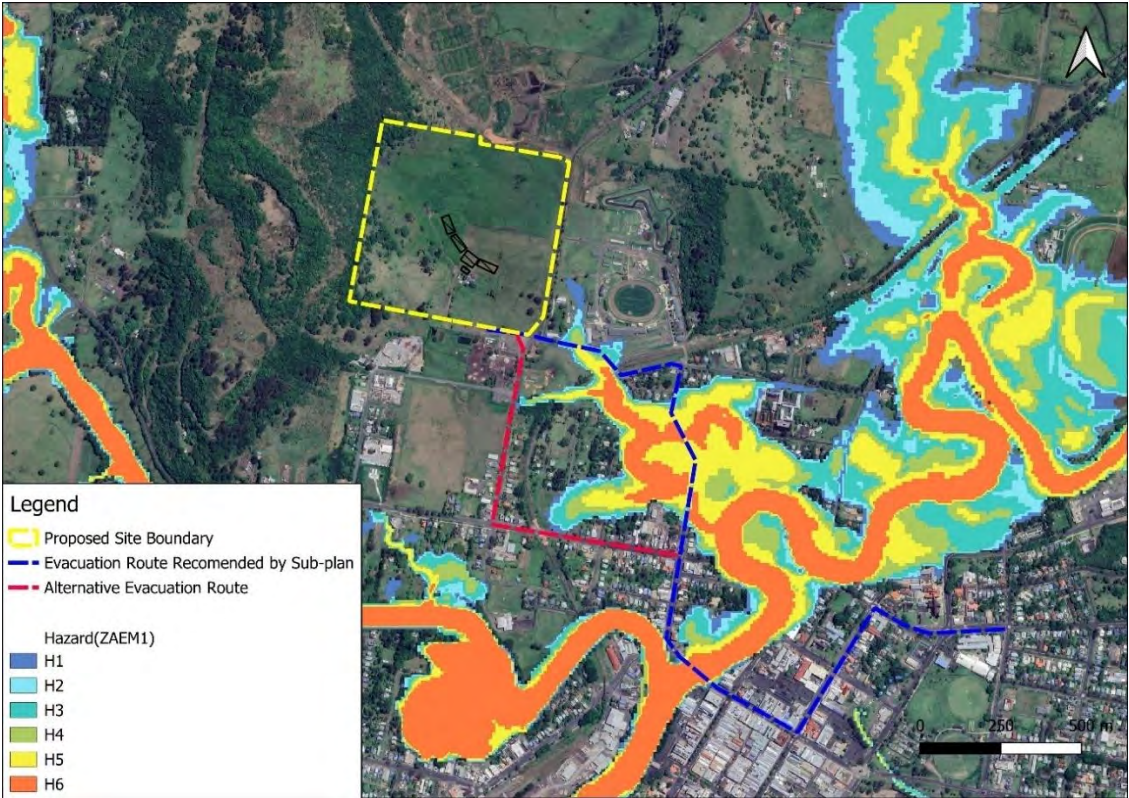 Legend
Proposed Site Boundary
Evacuation Route Recomended by Sub-plan
Alternative Evacuation Route
Hazard(ZAEM1)
H1
H2
H3
H4
H5
H6
0 250 500 m